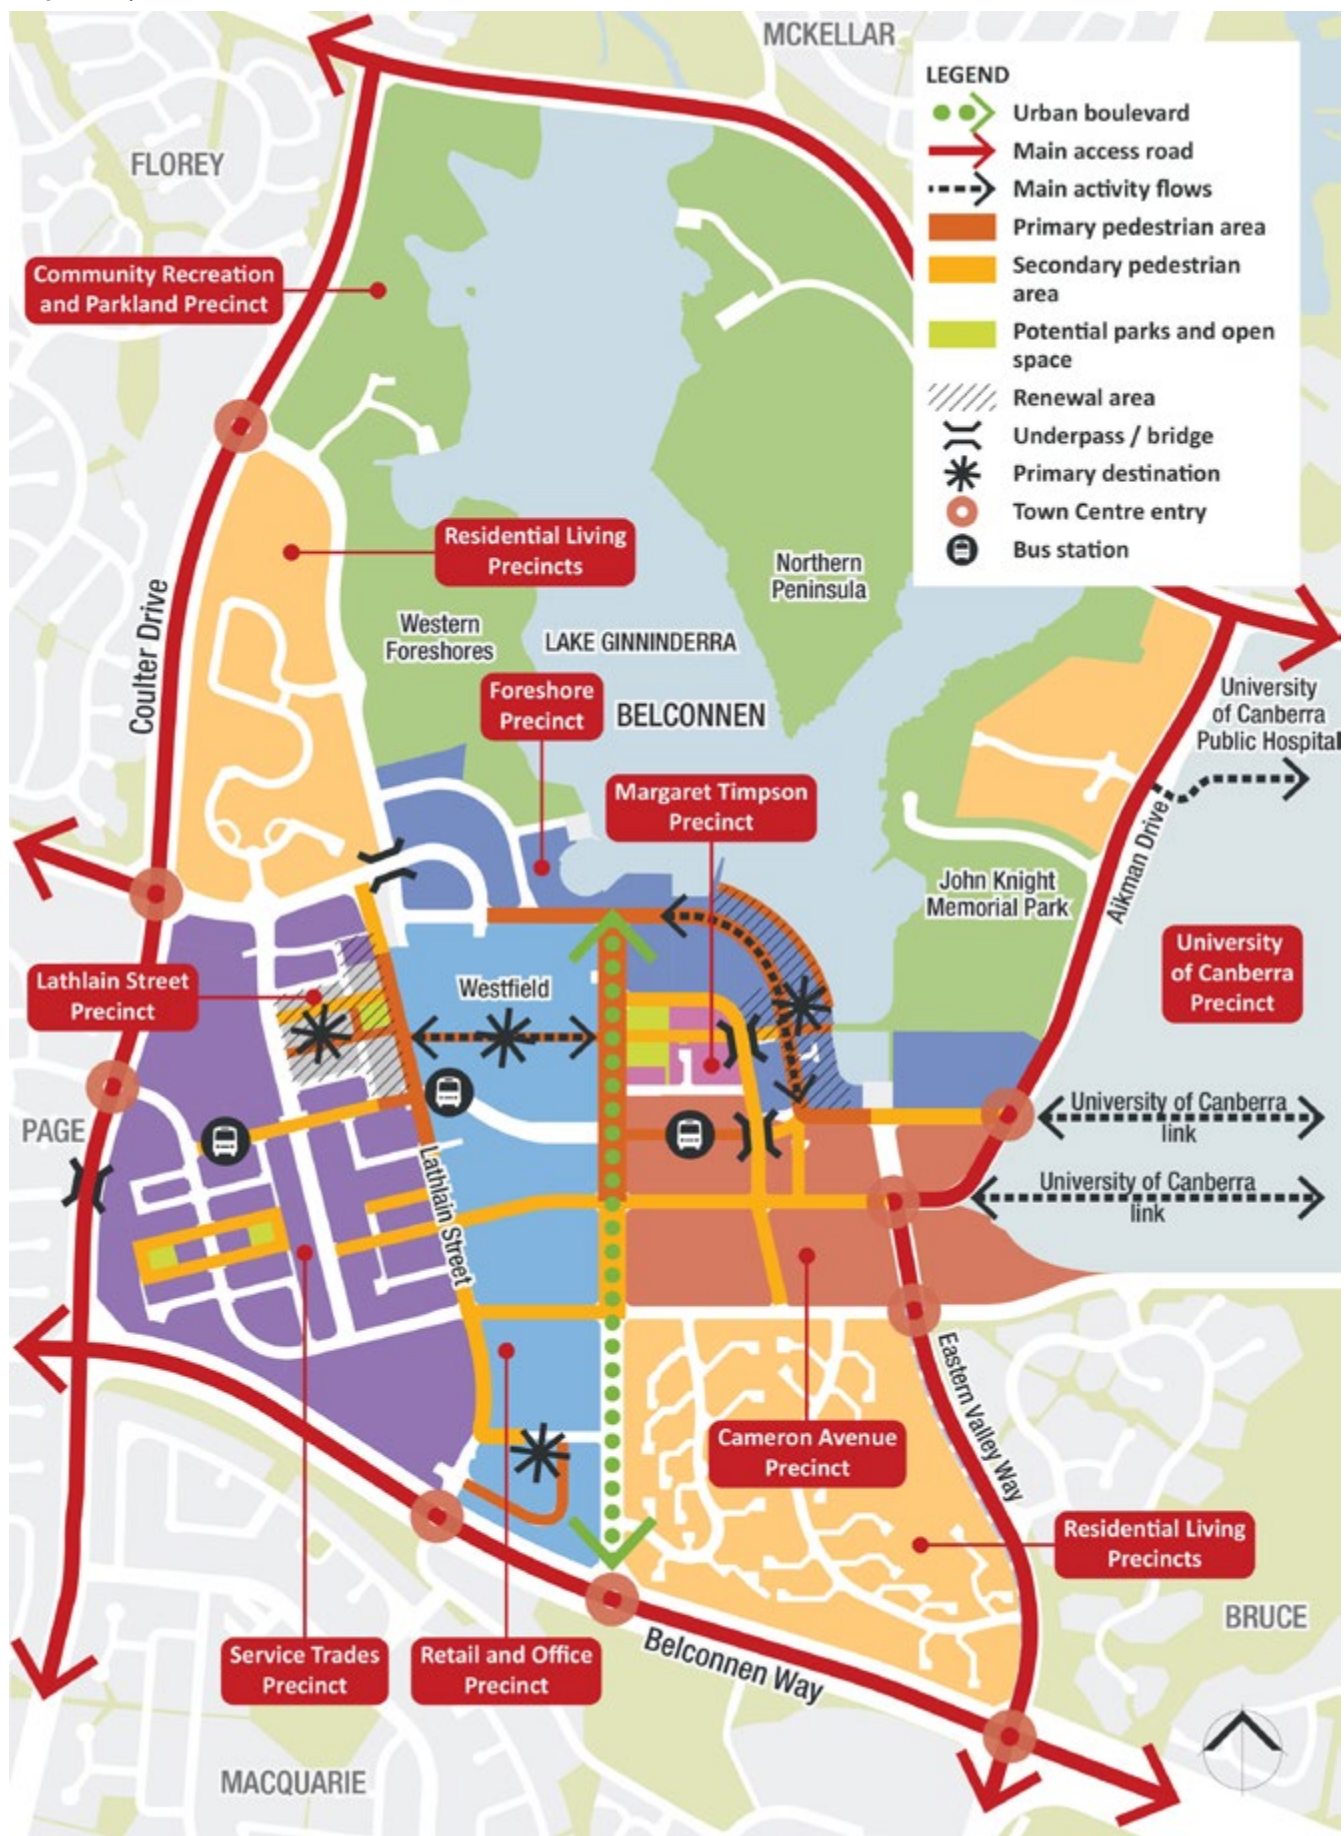 MCKELLAR
LEGEND
Urban boulevard
Main access road
Main activity flows
Primary pedestrian area
Secondary pedestrian
area
Potential parks and open
space
Renewal area
Underpass / bridge
Primary destination
Town Centre entry
Bus station
FLOREY
Community Recreation
and Parkland Precinct
Residential Living
Precincts
Northern
Peninsula
Western
Foreshores
LAKE GINNINDERRA
Coulter Drive
Foreshore
Precinct
BELCONNEN
University
of Canberra
Public Hospital
Margaret Timpson
Precinct
Aikman Drive
John Knight
Memorial Park
University
of Canberra
Precinct
Lathlain Street
Precinct
Westfield
PAGE
University of Canberra
link
University of Canberra
link
Lathlain Street
Eastern Valley Way
Cameron Avenue
Precinct
Residential Living
Precincts
BRUCE
Service Trades
Precinct
Retail and Office
Precinct
Belconnen Way
MACQUARIE